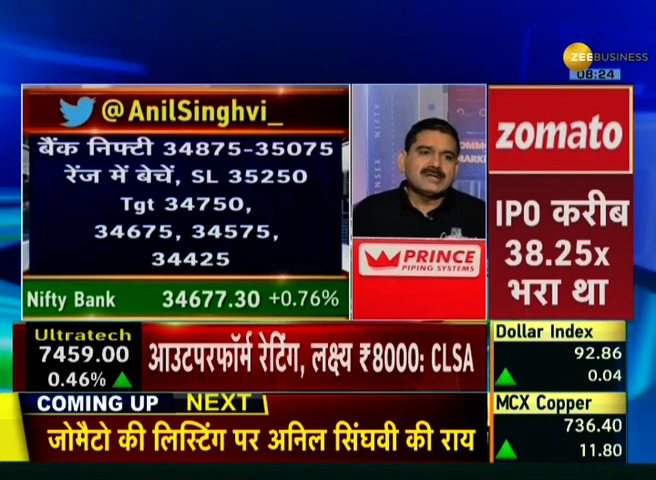 ZEEBUSINESS
08:24
@AnilSinghvi_
बैंक निफ्टी 34875-35075
रेंज में बेचें, SL 35250
Tgt 34750,
34675, 34575,
34425
Nifty Bank 34677.30 +0.76%
PRINCE
PIPING SYSTEMS
zomato
IPO करीब
38.25x
भरा था
Ultratech
7459.00
0.46%
आउटपरफॉर्म रेटिंग, लक्ष्य ₹8000: CLSA
Dollar Index
92.86
0.04
MCX Copper
736.40
11.80
COMING UP NEXT
जोमैटो की लिस्टिंग पर अनिल सिंघवी की राय